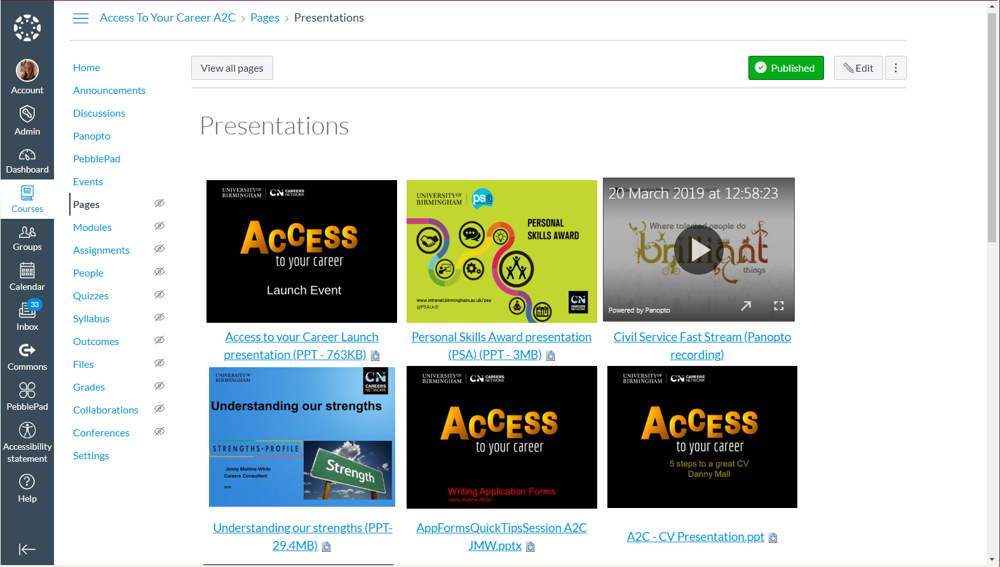 Access To Your Career A2C > Pages > Presentations
Account
Admin
Dashboard
Courses
Groups
Calendar
33
Inbox
Commons
PebblePad
Accessibility
statement
Help
Home
Announcements
Discussions
Panopto
PebblePad
Events
Pages
Modules
Assignments
People
Quizzes
Syllabus
Outcomes
Files
Grades
Collaborations
Conferences
Settings
View all pages
Published
Edit
Presentations
UNIVERSITY OF
BIRMINGHAM
CN CAREERS
NETWORK
ACCESS
to your career
Launch Event
UNIVERSITY OF
BIRMINGHAM
psa
PERSONAL
SKILLS AWARD
www.intranet.birmingham.ac.uk/psa
@PSAUoB
CN
CAREERS
NETWORK
20 March 2019 at 12:58:23
Where talented people do
brilliant
things
Powered by Panopto
Access to your Career Launch
presentation (PPT - 763KB)
Personal Skills Award presentation
(PSA) (PPT - 3MB)
Civil Service Fast Stream (Panopto
recording)
UNIVERSITY OF
BIRMINGHAM
CN
CAREERS
NETWORK
Understanding our strengths
STRENGTHS PROFILE
Jenny Mullins-White
Careers Consultant
2018
Strength
UNIVERSITY OF
BIRMINGHAM
CN CAREERS
NETWORK
ACCESS
to your career
Writing Application Forms
Jenny Mullins-White
UNIVERSITY OF
BIRMINGHAM
CN CAREERS
NETWORK
ACCESS
to your career
5 steps to a great CV
Danny Mall
Understanding our strengths (PPT-
29.4MB)
AppFormsQuickTipsSession A2C
JMW.pptx
A2C - CV Presentation.ppt